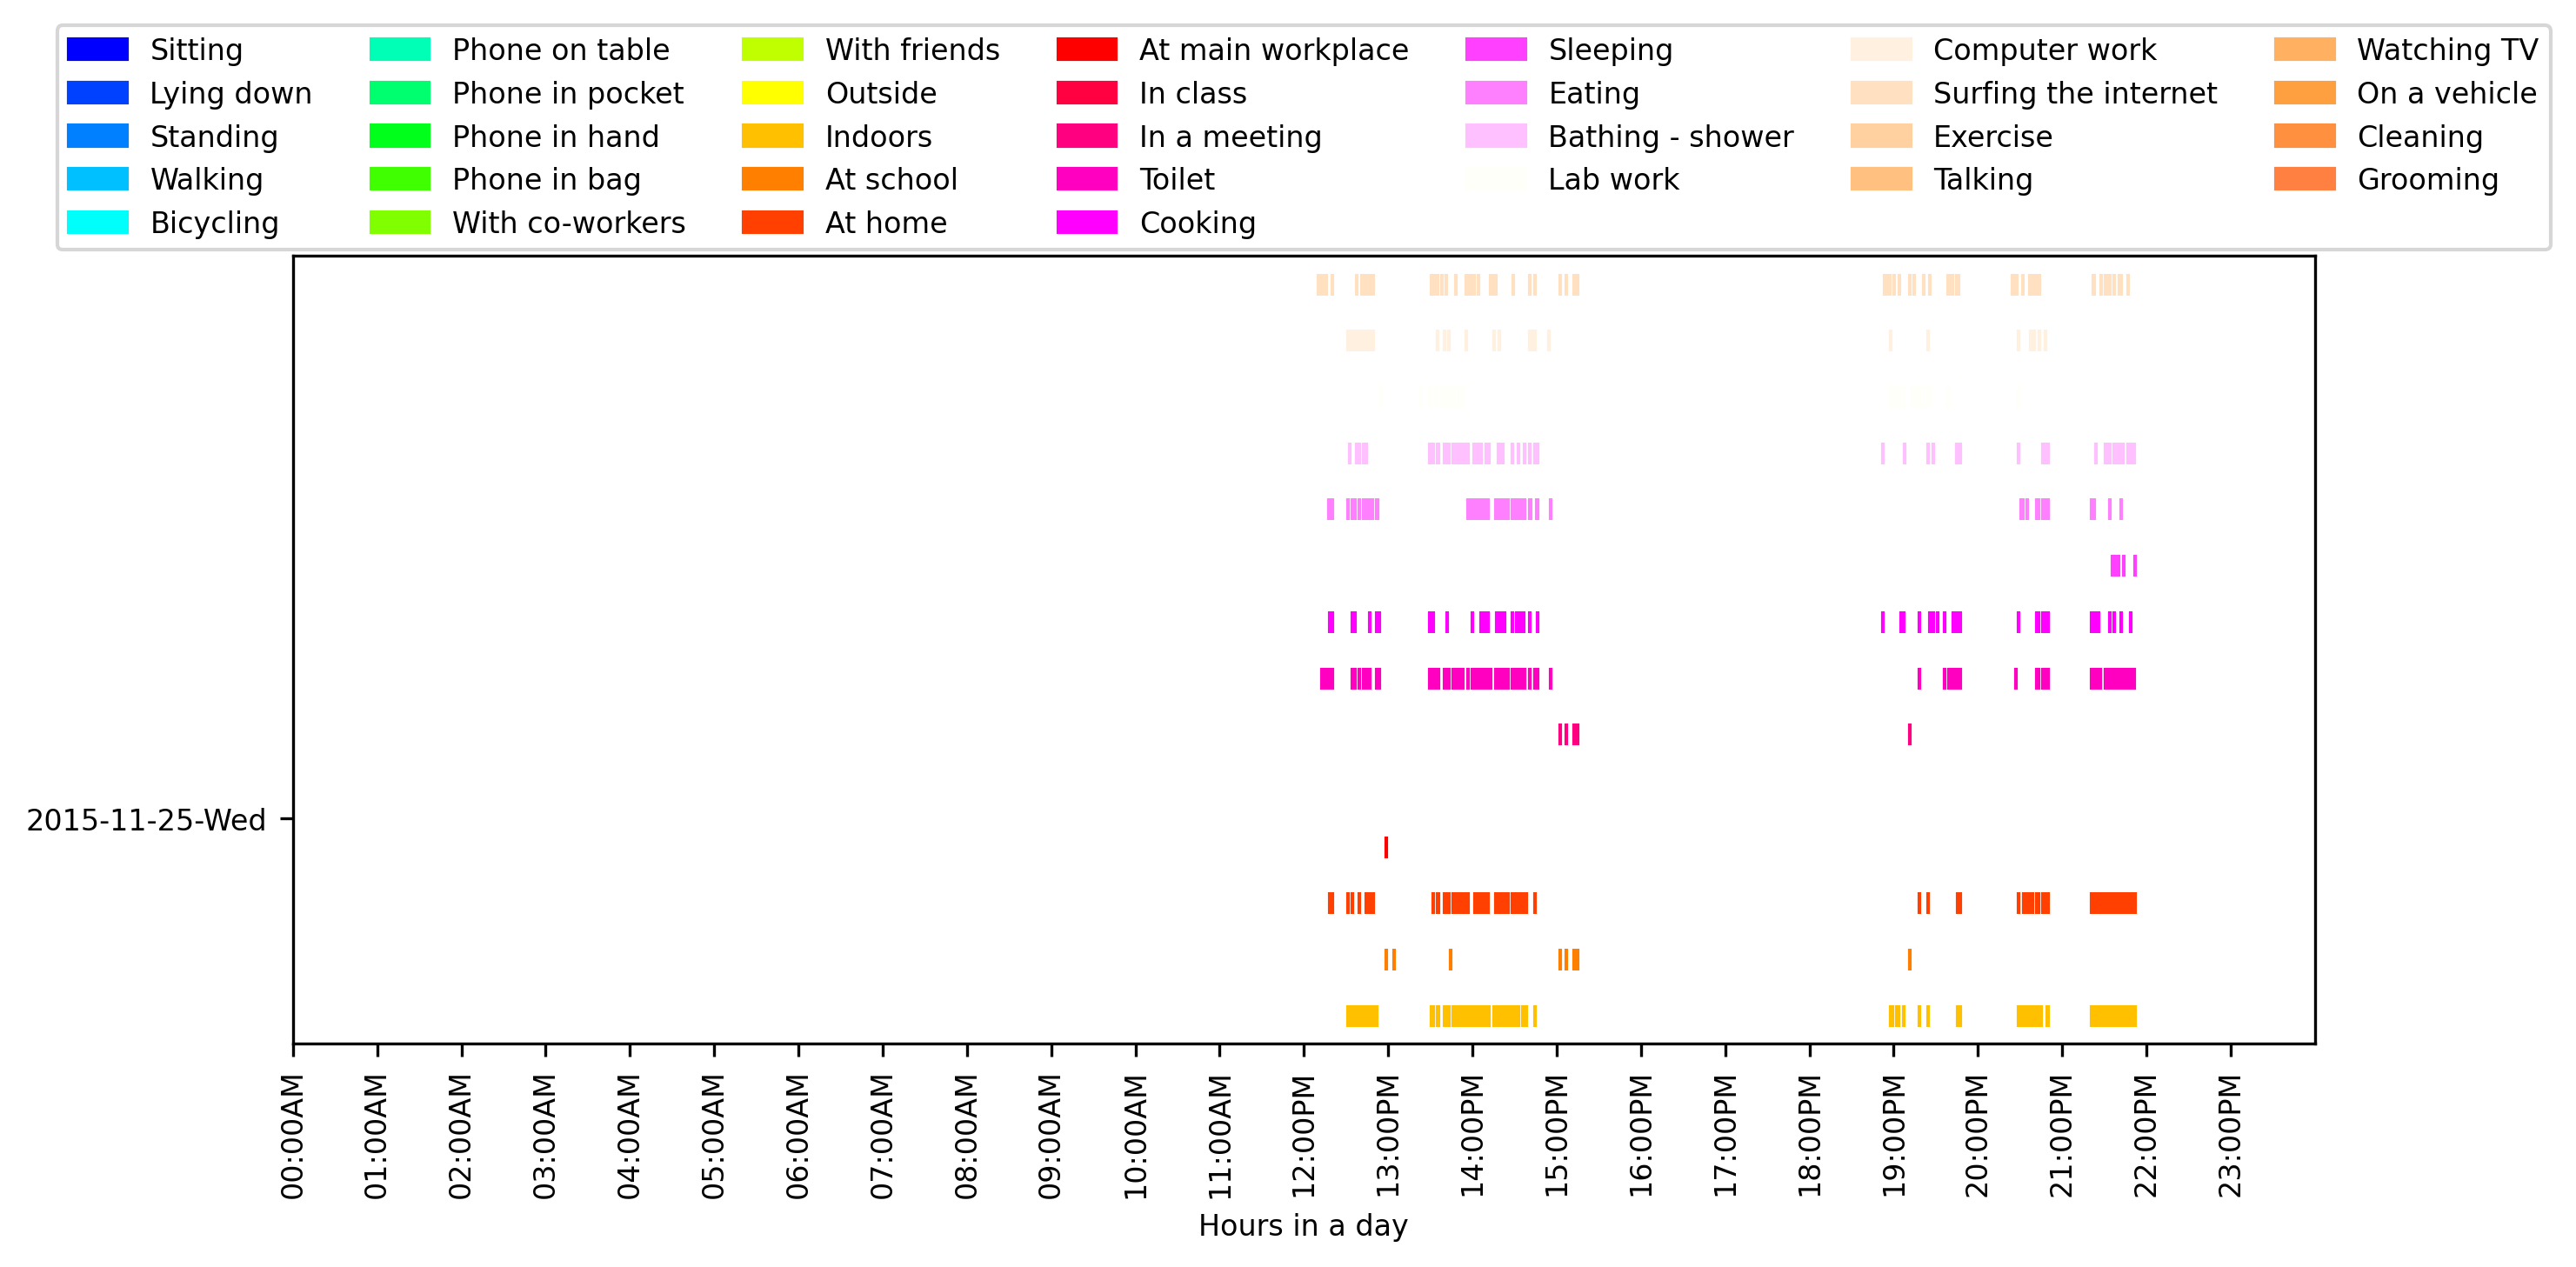 Sitting
Lying down
Standing
Walking
Bicycling
Phone on table
Phone in pocket
Phone in hand
Phone in bag
With co-workers
With friends
Outside
Indoors
At school
At home
At main workplace
In class
In a meeting
Toilet
Cooking
Sleeping
Eating
Bathing - shower
Lab work
Computer work
Surfing the internet
Exercise
Talking
Watching TV
On a vehicle
Cleaning
Grooming
2015-11-25-Wed
00:00AM
01:00AM
02:00AM
03:00AM
04:00AM
05:00AM
06:00AM
07:00AM
08:00AM
09:00AM
10:00AM
11:00AM
12:00PM
13:00PM
14:00PM
15:00PM
16:00PM
17:00PM
18:00PM
19:00PM
20:00PM
21:00PM
22:00PM
23:00PM
Hours in a day